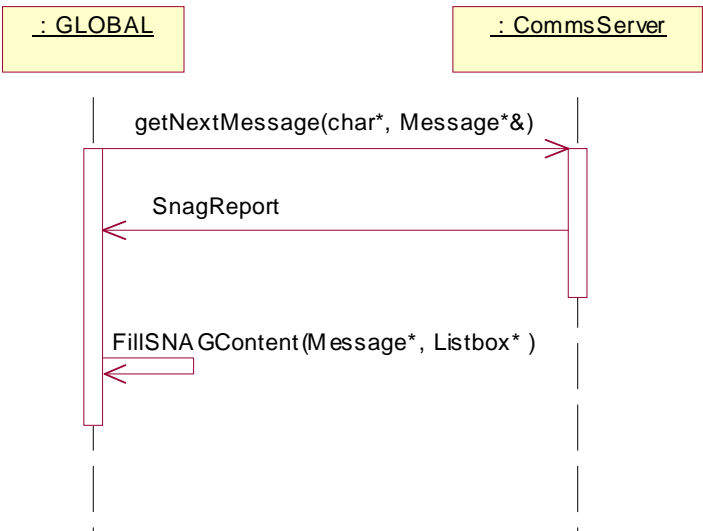 : GLOBAL
: CommsServer
getNextMessage(char*, Message*&)
SnagReport
FillSNAGContent(Message*, Listbox* )